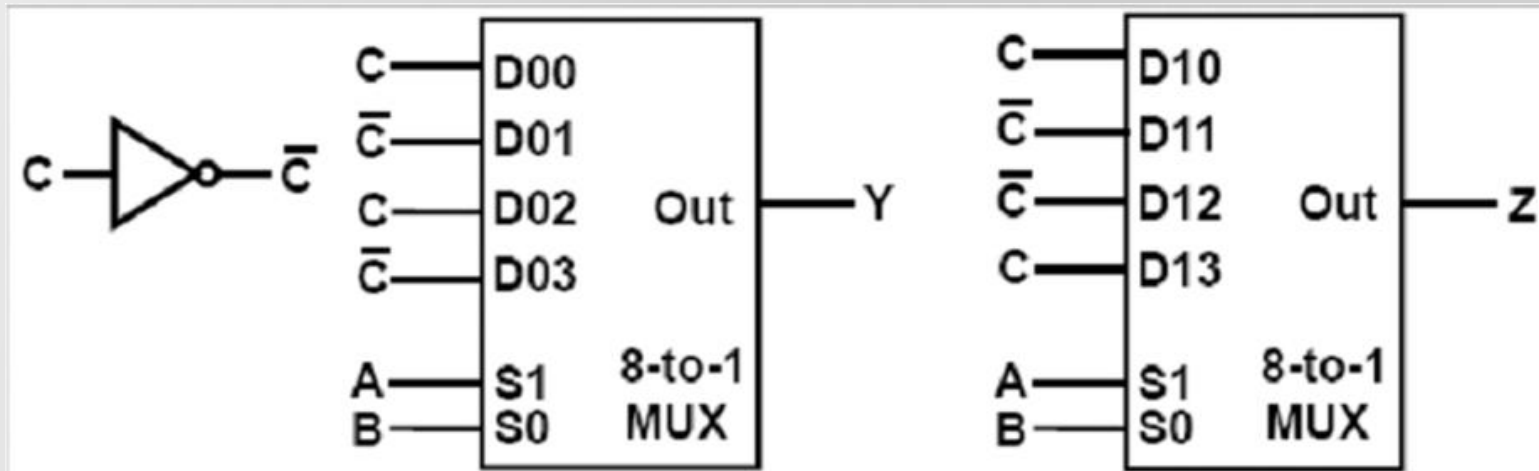 C
C̅
C D00
C̅ D01
C D02
C̅ D03
Out Y
A S1
B S0
8-to-1
MUX
C D10
C̅ D11
C̅ D12
C D13
Out Z
A S1
B S0
8-to-1
MUX